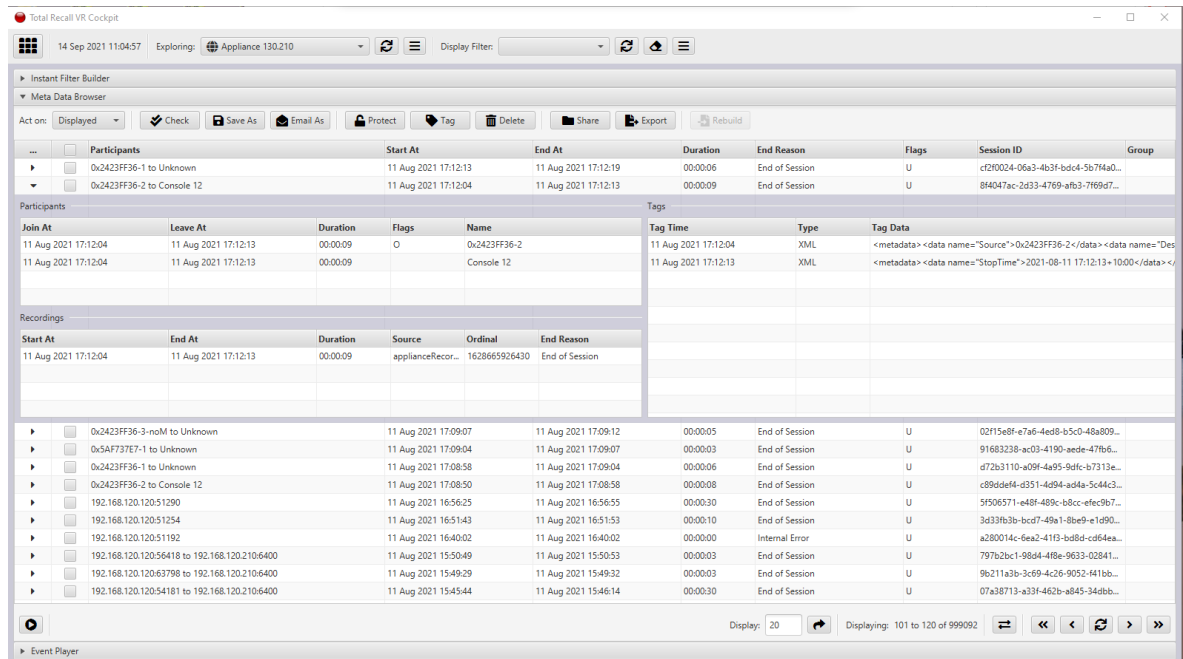 Total Recall VR Cockpit
14 Sep 2021 11:04:57 Exploring: Appliance 130.210 Display Filter:
Instant Filter Builder
Meta Data Browser
Act on: Displayed Check Save As Email As Protect Tag Delete Share Export Rebuild
... Participants Start At End At Duration End Reason Flags Session ID Group
0x2423FF36-1 to Unknown 11 Aug 2021 17:12:13 11 Aug 2021 17:12:19 00:00:06 End of Session U cf2f0024-06a3-4b3f-bdc4-5b7f4a0...
0x2423FF36-2 to Console 12 11 Aug 2021 17:12:04 11 Aug 2021 17:12:13 00:00:09 End of Session U 8f4047ac-2d33-4769-afb3-7f69d7...
Participants Tags
Join At Leave At Duration Flags Name Tag Time Type Tag Data
11 Aug 2021 17:12:04 11 Aug 2021 17:12:13 00:00:09 O 0x2423FF36-2 11 Aug 2021 17:12:04 XML <metadata><data name="Source">0x2423FF36-2</data><data name="Des
11 Aug 2021 17:12:04 11 Aug 2021 17:12:13 00:00:09 Console 12 11 Aug 2021 17:12:13 XML <metadata><data name="StopTime">2021-08-11 17:12:13+10:00</data></
Recordings
Start At End At Duration Source Ordinal End Reason
11 Aug 2021 17:12:04 11 Aug 2021 17:12:13 00:00:09 applianceRecor... 1628665926430 End of Session
0x2423FF36-3-noM to Unknown 11 Aug 2021 17:09:07 11 Aug 2021 17:09:12 00:00:05 End of Session U 02f15e8f-e7a6-4ed8-b5c0-48a809...
0x5AF737E7-1 to Unknown 11 Aug 2021 17:09:04 11 Aug 2021 17:09:07 00:00:03 End of Session U 91683238-ac03-4190-aede-47fb6...
0x2423FF36-1 to Unknown 11 Aug 2021 17:08:58 11 Aug 2021 17:09:04 00:00:06 End of Session U d72b3110-a09f-4a95-9dfc-b7313e...
0x2423FF36-2 to Console 12 11 Aug 2021 17:08:50 11 Aug 2021 17:08:58 00:00:08 End of Session U c89ddef4-d351-4d94-ad4a-5c44c3...
192.168.120.120:51290 11 Aug 2021 16:56:25 11 Aug 2021 16:56:55 00:00:30 End of Session U 5f506571-e48f-489c-b8cc-efec9b7...
192.168.120.120:51254 11 Aug 2021 16:51:43 11 Aug 2021 16:51:53 00:00:10 End of Session U 3d33fb3b-bcd7-49a1-8be9-e1d90...
192.168.120.120:51192 11 Aug 2021 16:40:02 11 Aug 2021 16:40:02 00:00:00 Internal Error U a280014c-6ea2-41f3-bd8d-cd64ea...
192.168.120.120:56418 to 192.168.120.210:6400 11 Aug 2021 15:50:49 11 Aug 2021 15:50:53 00:00:03 End of Session U 797b2bc1-98d4-4f8e-9633-02841...
192.168.120.120:63798 to 192.168.120.210:6400 11 Aug 2021 15:49:29 11 Aug 2021 15:49:32 00:00:03 End of Session U 9b211a3b-3c69-4c26-9052-f41bb...
192.168.120.120:54181 to 192.168.120.210:6400 11 Aug 2021 15:45:44 11 Aug 2021 15:46:14 00:00:30 End of Session U 07a38713-a33f-462b-a845-34dbb...
Display: 20 Displaying: 101 to 120 of 999092
Event Player